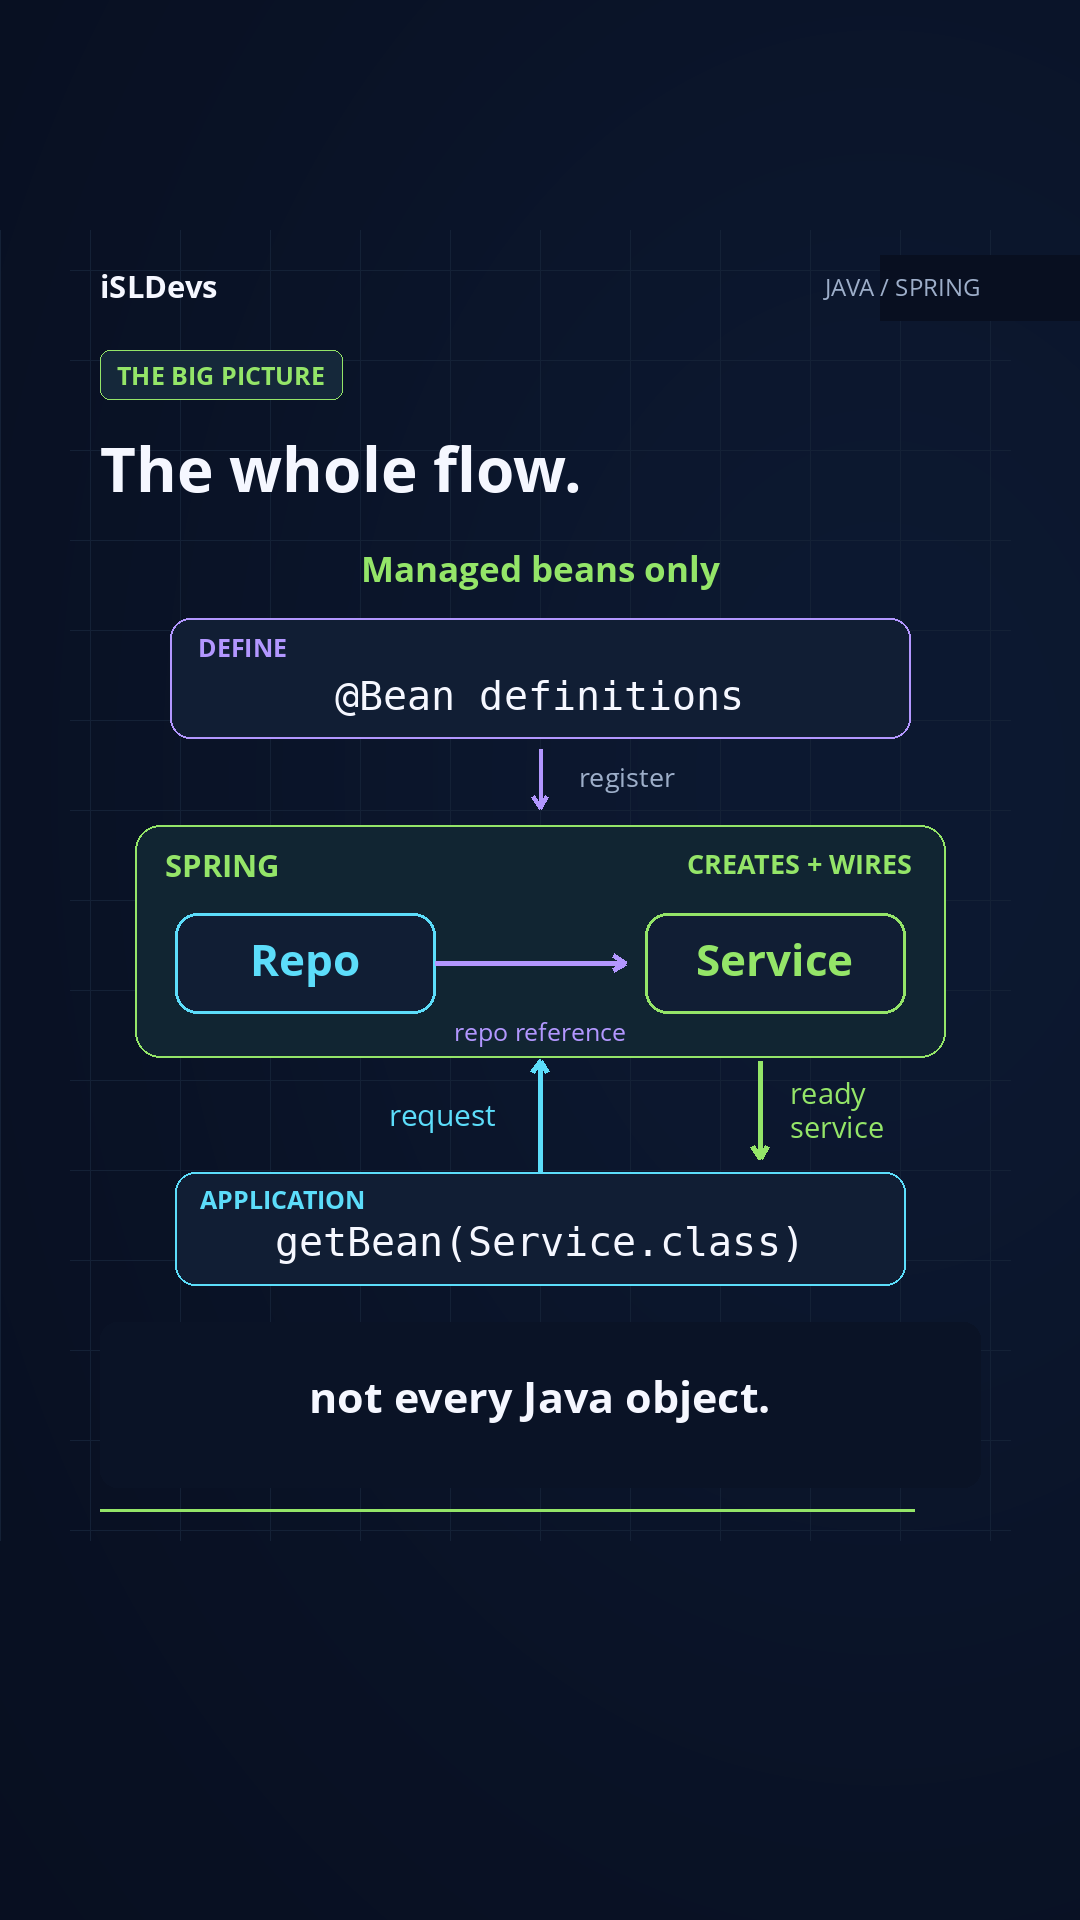 iSLDevs
JAVA / SPRING
THE BIG PICTURE
The whole flow.
Managed beans only
DEFINE
@Bean definitions
register
SPRING
CREATES + WIRES
Repo
Service
repo reference
request
ready
service
APPLICATION
getBean(Service.class)
not every Java object.